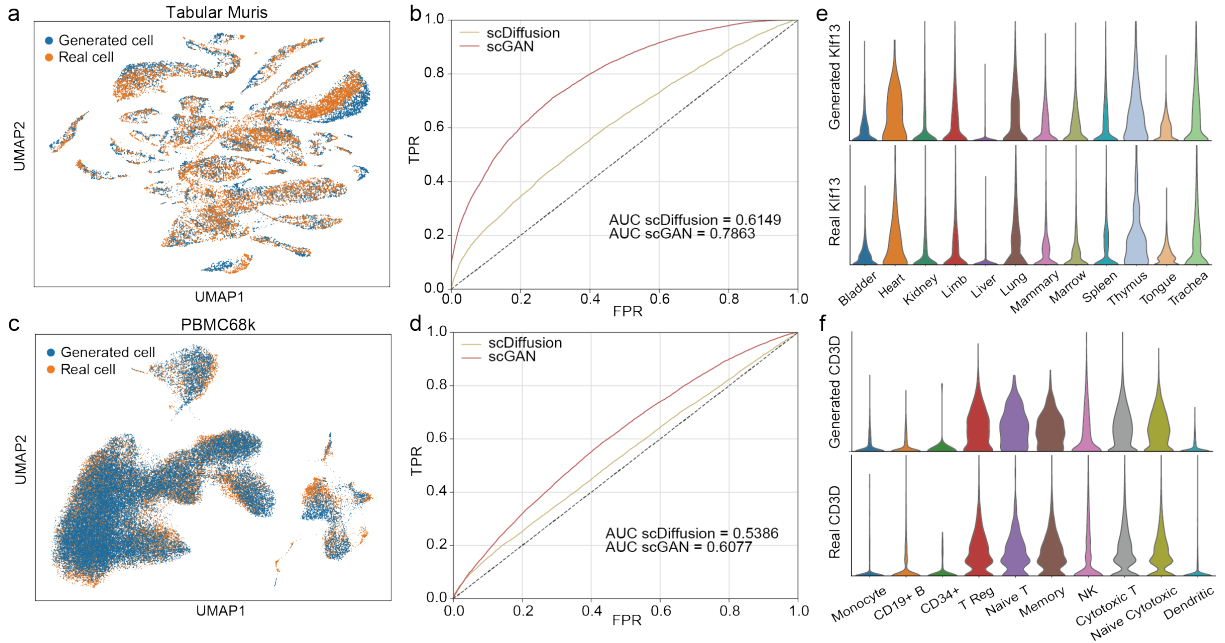 a
Tabular Muris
Generated cell
Real cell
UMAP2
UMAP1
b
TPR
1.0
0.8
0.6
0.4
0.2
0.0
scDiffusion
scGAN
AUC scDiffusion = 0.6149
AUC scGAN = 0.7863
0.0 0.2 0.4 0.6 0.8 1.0
FPR
c
PBMC68k
Generated cell
Real cell
UMAP2
UMAP1
d
TPR
1.0
0.8
0.6
0.4
0.2
0.0
scDiffusion
scGAN
AUC scDiffusion = 0.5386
AUC scGAN = 0.6077
0.0 0.2 0.4 0.6 0.8 1.0
FPR
e
Generated Klf13
Real Klf13
Bladder
Heart
Kidney
Limb
Liver
Lung
Mammary
Marrow
Spleen
Thymus
Tongue
Trachea
f
Generated CD3D
Real CD3D
Monocyte
CD19+ B
CD34+
T Reg
Naive T
Memory
NK
Cytotoxic T
Naive Cytotoxic
Dendritic